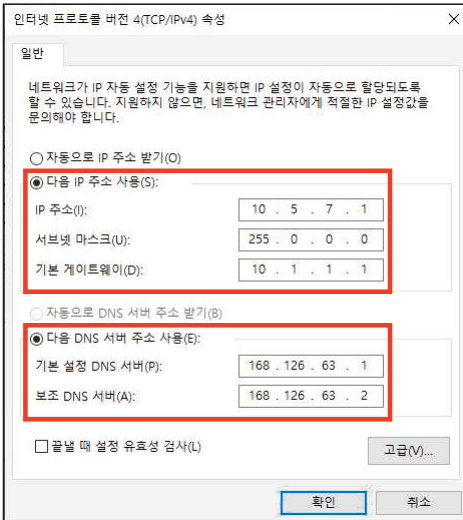 인터넷 프로토콜 버전 4(TCP/IPv4) 속성
일반
네트워크가 IP 자동 설정 기능을 지원하면 IP 설정이 자동으로 할당되도록
할 수 있습니다. 지원하지 않으면, 네트워크 관리자에게 적절한 IP 설정값을
문의해야 합니다.
자동으로 IP 주소 받기(O)
다음 IP 주소 사용(S):
IP 주소(I): 10 . 5 . 7 . 1
서브넷 마스크(U): 255 . 0 . 0 . 0
기본 게이트웨이(D): 10 . 1 . 1 . 1
자동으로 DNS 서버 주소 받기(B)
다음 DNS 서버 주소 사용(E):
기본 설정 DNS 서버(P): 168 . 126 . 63 . 1
보조 DNS 서버(A): 168 . 126 . 63 . 2
끝낼 때 설정 유효성 검사(L)
고급(V)...
확인 취소